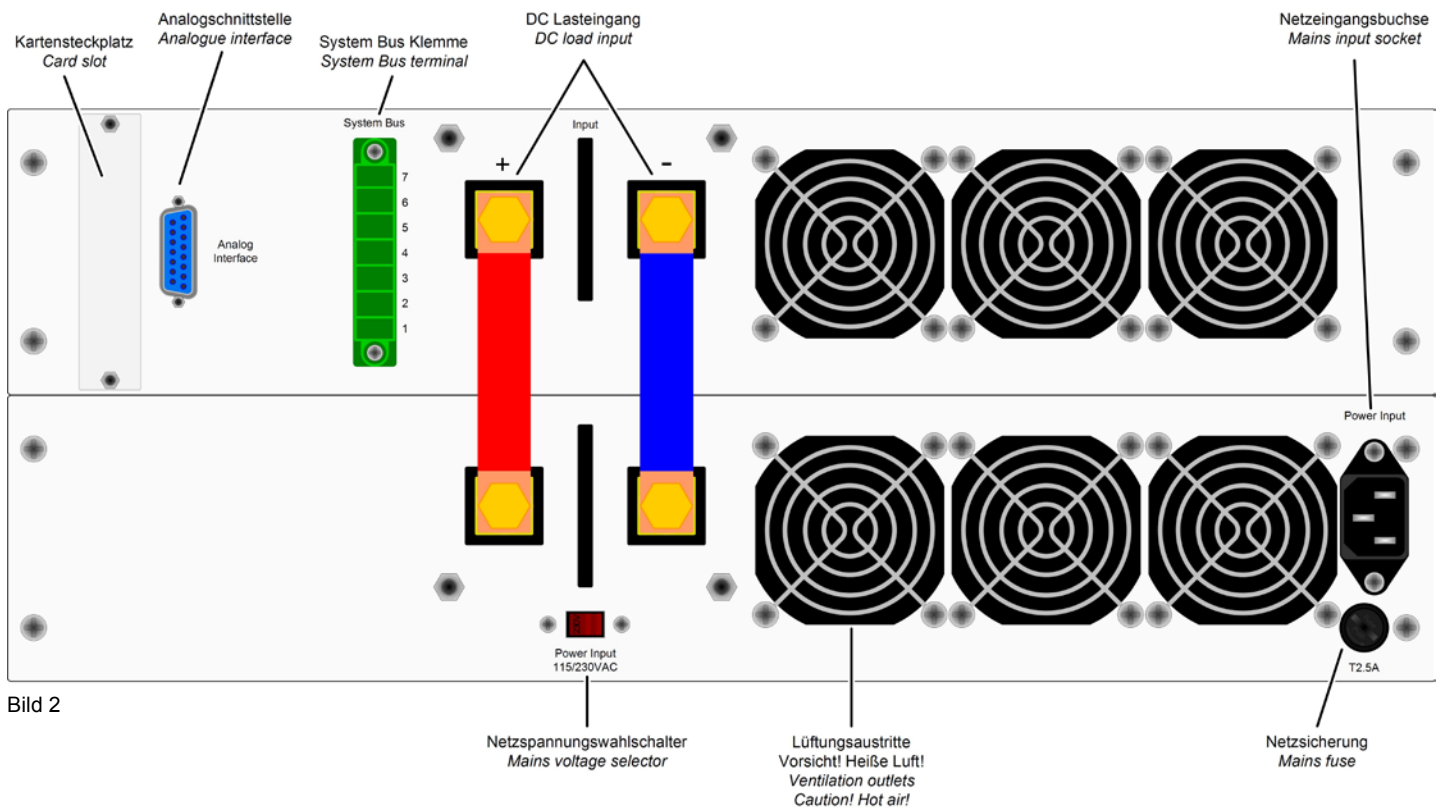 Kartensteckplatz
Card slot
Analogschnittstelle
Analogue interface
System Bus Klemme
System Bus terminal
DC Lasteingang
DC load input
Netzeingangsbuchse
Mains input socket
System Bus
Input
+
-
7
6
5
4
3
2
1
Analog
Interface
Power Input
Power Input
115/230VAC
T2.5A
Bild 2
Netzspannungswahlschalter
Mains voltage selector
Lüftungsaustritte
Vorsicht! Heiße Luft!
Ventilation outlets
Caution! Hot air!
Netzsicherung
Mains fuse